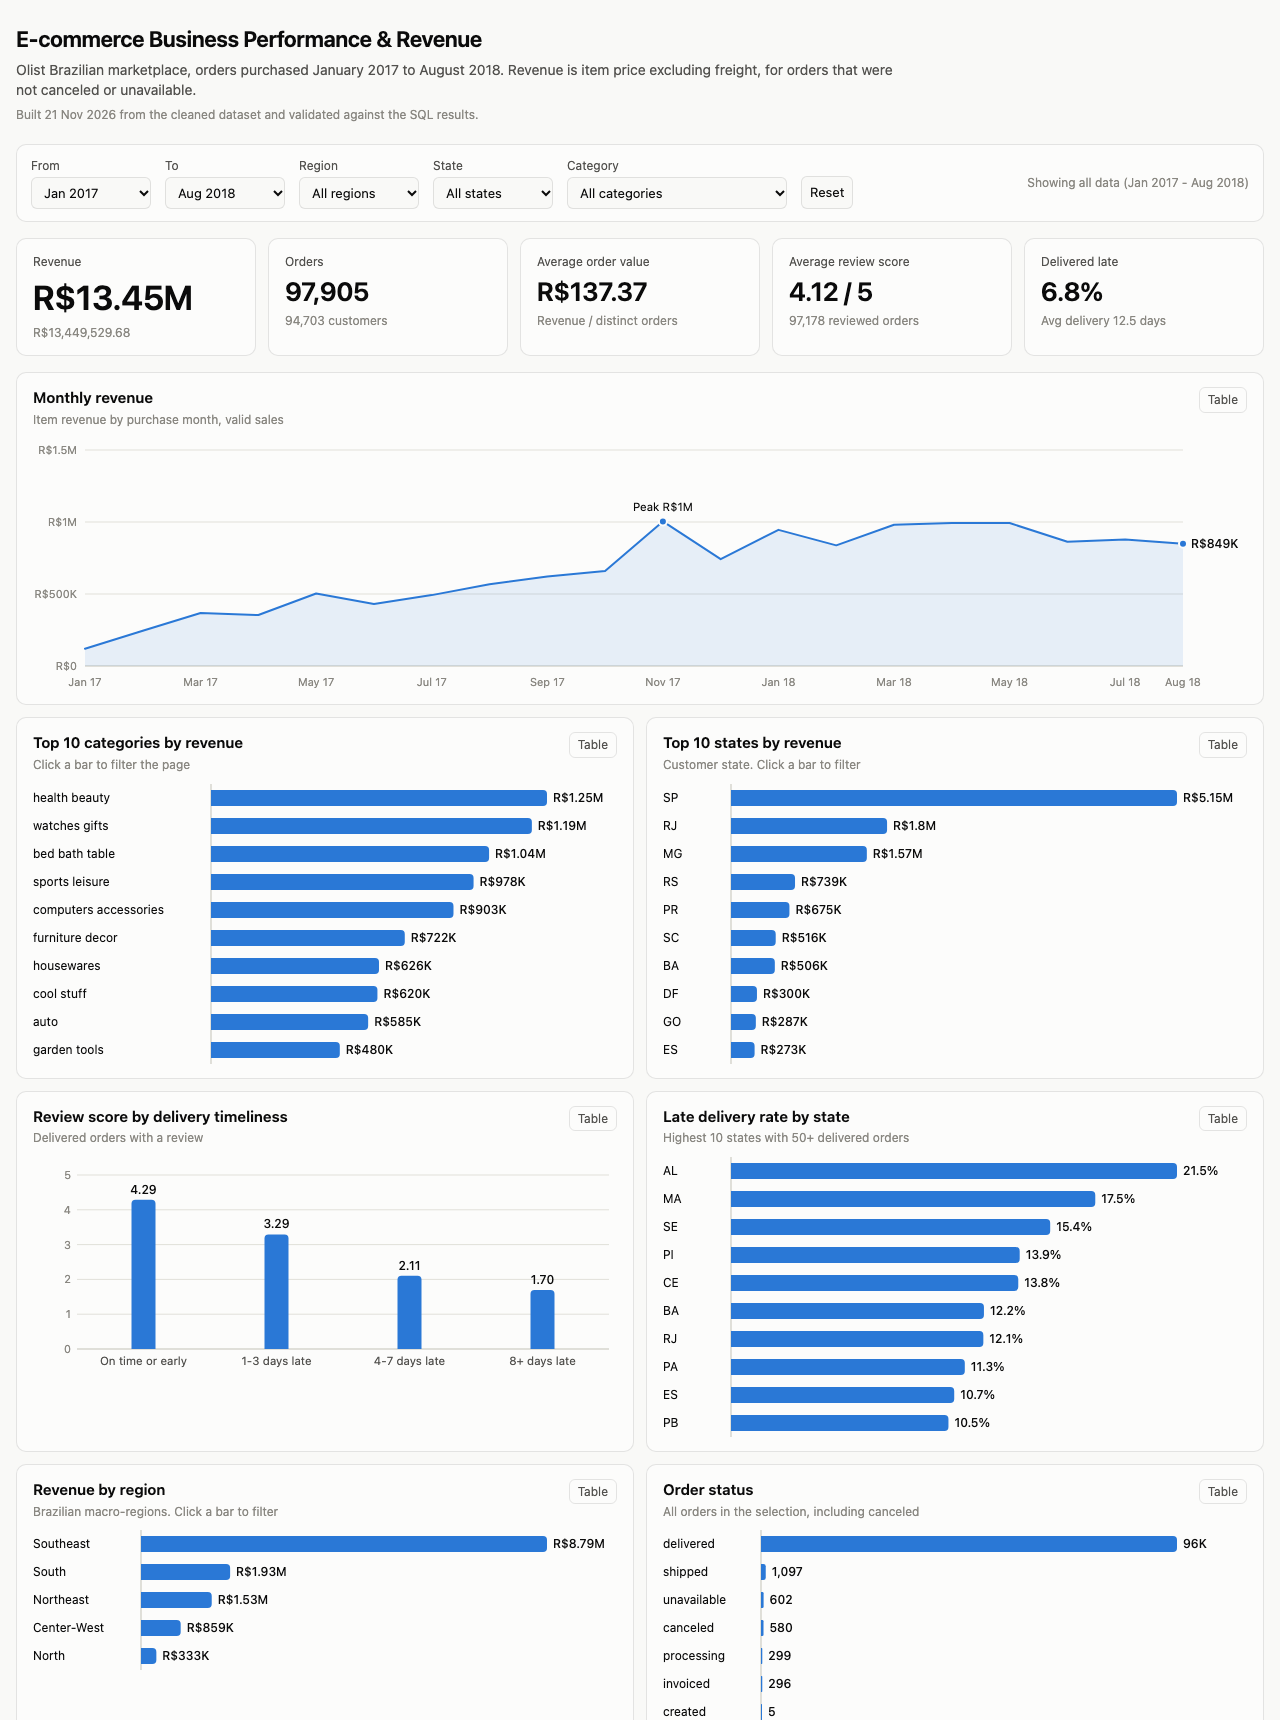 E-commerce Business Performance & Revenue
Olist Brazilian marketplace, orders purchased January 2017 to August 2018. Revenue is item price excluding freight, for orders that were
not canceled or unavailable.
Built 21 Nov 2026 from the cleaned dataset and validated against the SQL results.
From To Region State Category
Jan 2017 Aug 2018 All regions All states All categories Reset
Showing all data (Jan 2017 - Aug 2018)
Revenue
R$13.45M
R$13,449,529.68
Orders
97,905
94,703 customers
Average order value
R$137.37
Revenue / distinct orders
Average review score
4.12 / 5
97,178 reviewed orders
Delivered late
6.8%
Avg delivery 12.5 days
Monthly revenue
Table
Item revenue by purchase month, valid sales
R$1.5M
Peak R$1M
R$1M
R$849K
R$500K
R$0
Jan 17 Mar 17 May 17 Jul 17 Sep 17 Nov 17 Jan 18 Mar 18 May 18 Jul 18 Aug 18
Top 10 categories by revenue
Table
Click a bar to filter the page
health beauty R$1.25M
watches gifts R$1.19M
bed bath table R$1.04M
sports leisure R$978K
computers accessories R$903K
furniture decor R$722K
housewares R$626K
cool stuff R$620K
auto R$585K
garden tools R$480K
Top 10 states by revenue
Table
Customer state. Click a bar to filter
SP R$5.15M
RJ R$1.8M
MG R$1.57M
RS R$739K
PR R$675K
SC R$516K
BA R$506K
DF R$300K
GO R$287K
ES R$273K
Review score by delivery timeliness
Table
Delivered orders with a review
5
4.29
4
3.29
3
2.11
2
1.70
1
0
On time or early 1-3 days late 4-7 days late 8+ days late
Late delivery rate by state
Table
Highest 10 states with 50+ delivered orders
AL 21.5%
MA 17.5%
SE 15.4%
PI 13.9%
CE 13.8%
BA 12.2%
RJ 12.1%
PA 11.3%
ES 10.7%
PB 10.5%
Revenue by region
Table
Brazilian macro-regions. Click a bar to filter
Southeast R$8.79M
South R$1.93M
Northeast R$1.53M
Center-West R$859K
North R$333K
Order status
Table
All orders in the selection, including canceled
delivered 96K
shipped 1,097
unavailable 602
canceled 580
processing 299
invoiced 296
created 5